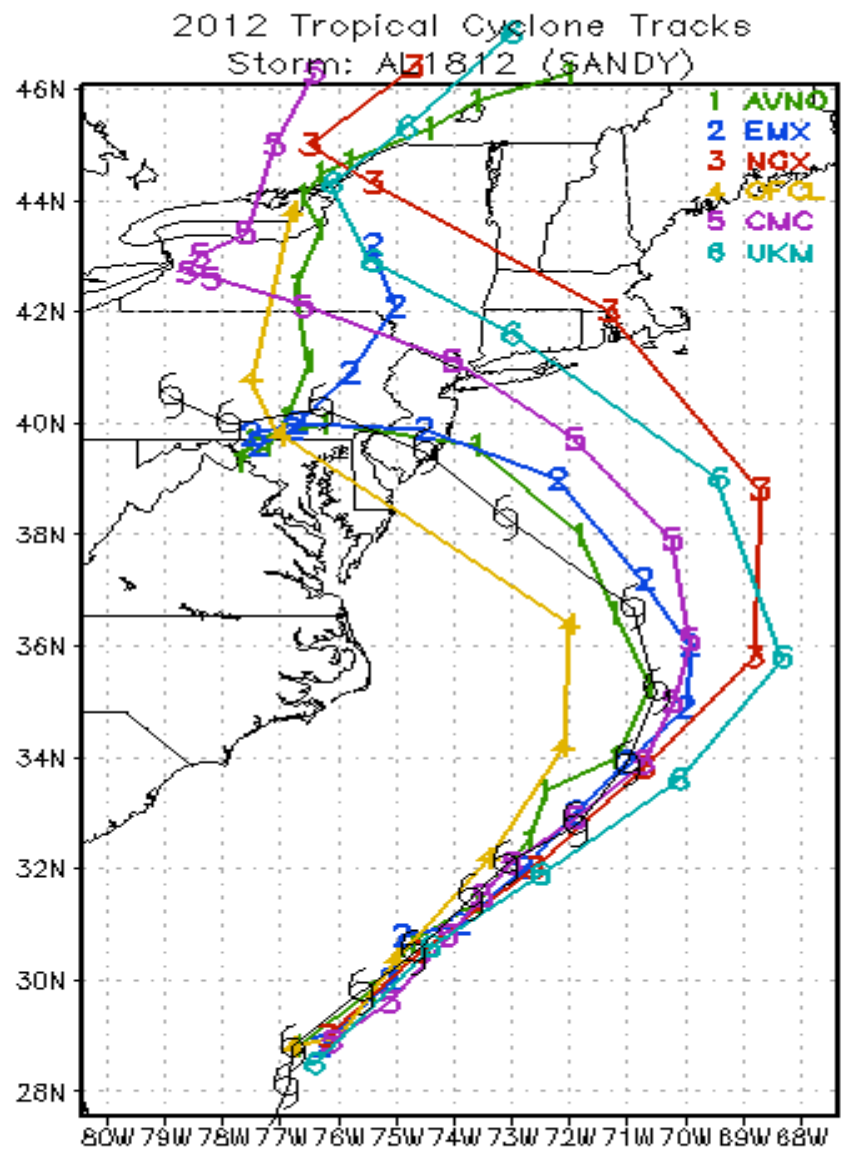 2012 Tropical Cyclone Tracks
Storm: AL1812 (SANDY)
1 AVNO
2 EMX
3 NGX
4 OFCL
5 CMC
6 UKM
46N
44N
42N
40N
38N
36N
34N
32N
30N
28N
80W 79W 78W 77W 76W 75W 74W 73W 72W 71W 70W 69W 68W